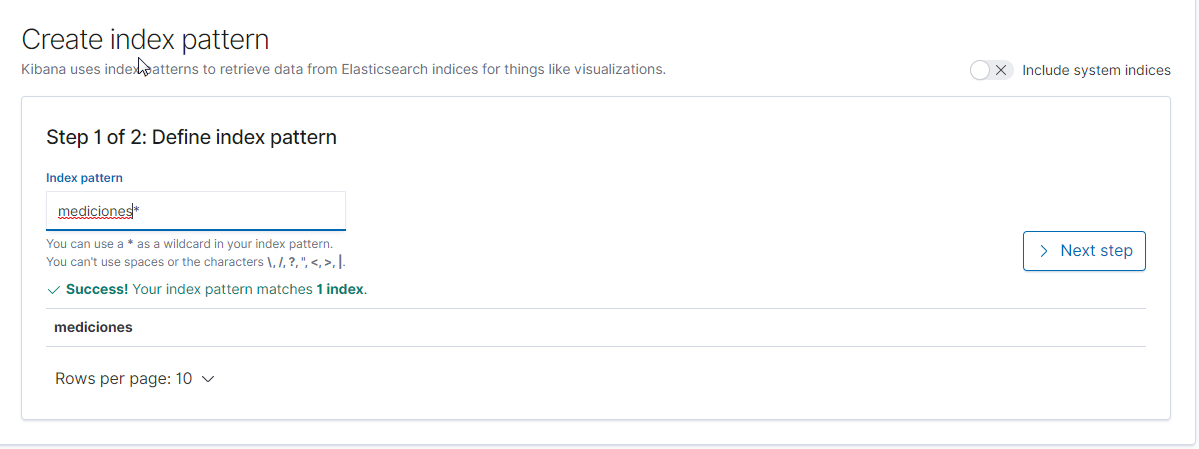 Create index pattern
Kibana uses index patterns to retrieve data from Elasticsearch indices for things like visualizations.
Include system indices
Step 1 of 2: Define index pattern
Index pattern
mediciones*
You can use a * as a wildcard in your index pattern.
You can't use spaces or the characters \, /, ?, ", <, >, |.
Next step
Success! Your index pattern matches 1 index.
mediciones
Rows per page: 10